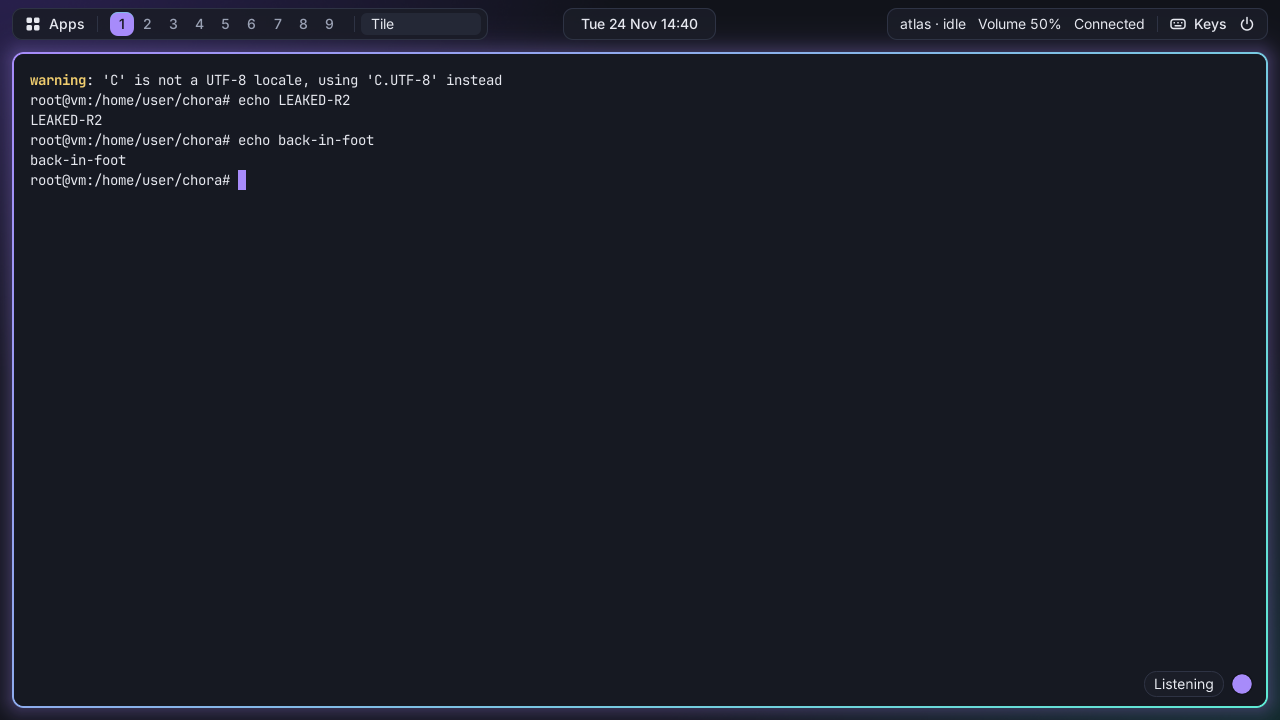 Apps 1 2 3 4 5 6 7 8 9 Tile Tue 24 Nov 14:40 atlas · idle Volume 50% Connected Keys
warning: 'C' is not a UTF-8 locale, using 'C.UTF-8' instead
root@vm:/home/user/chora# echo LEAKED-R2
LEAKED-R2
root@vm:/home/user/chora# echo back-in-foot
back-in-foot
root@vm:/home/user/chora#
Listening